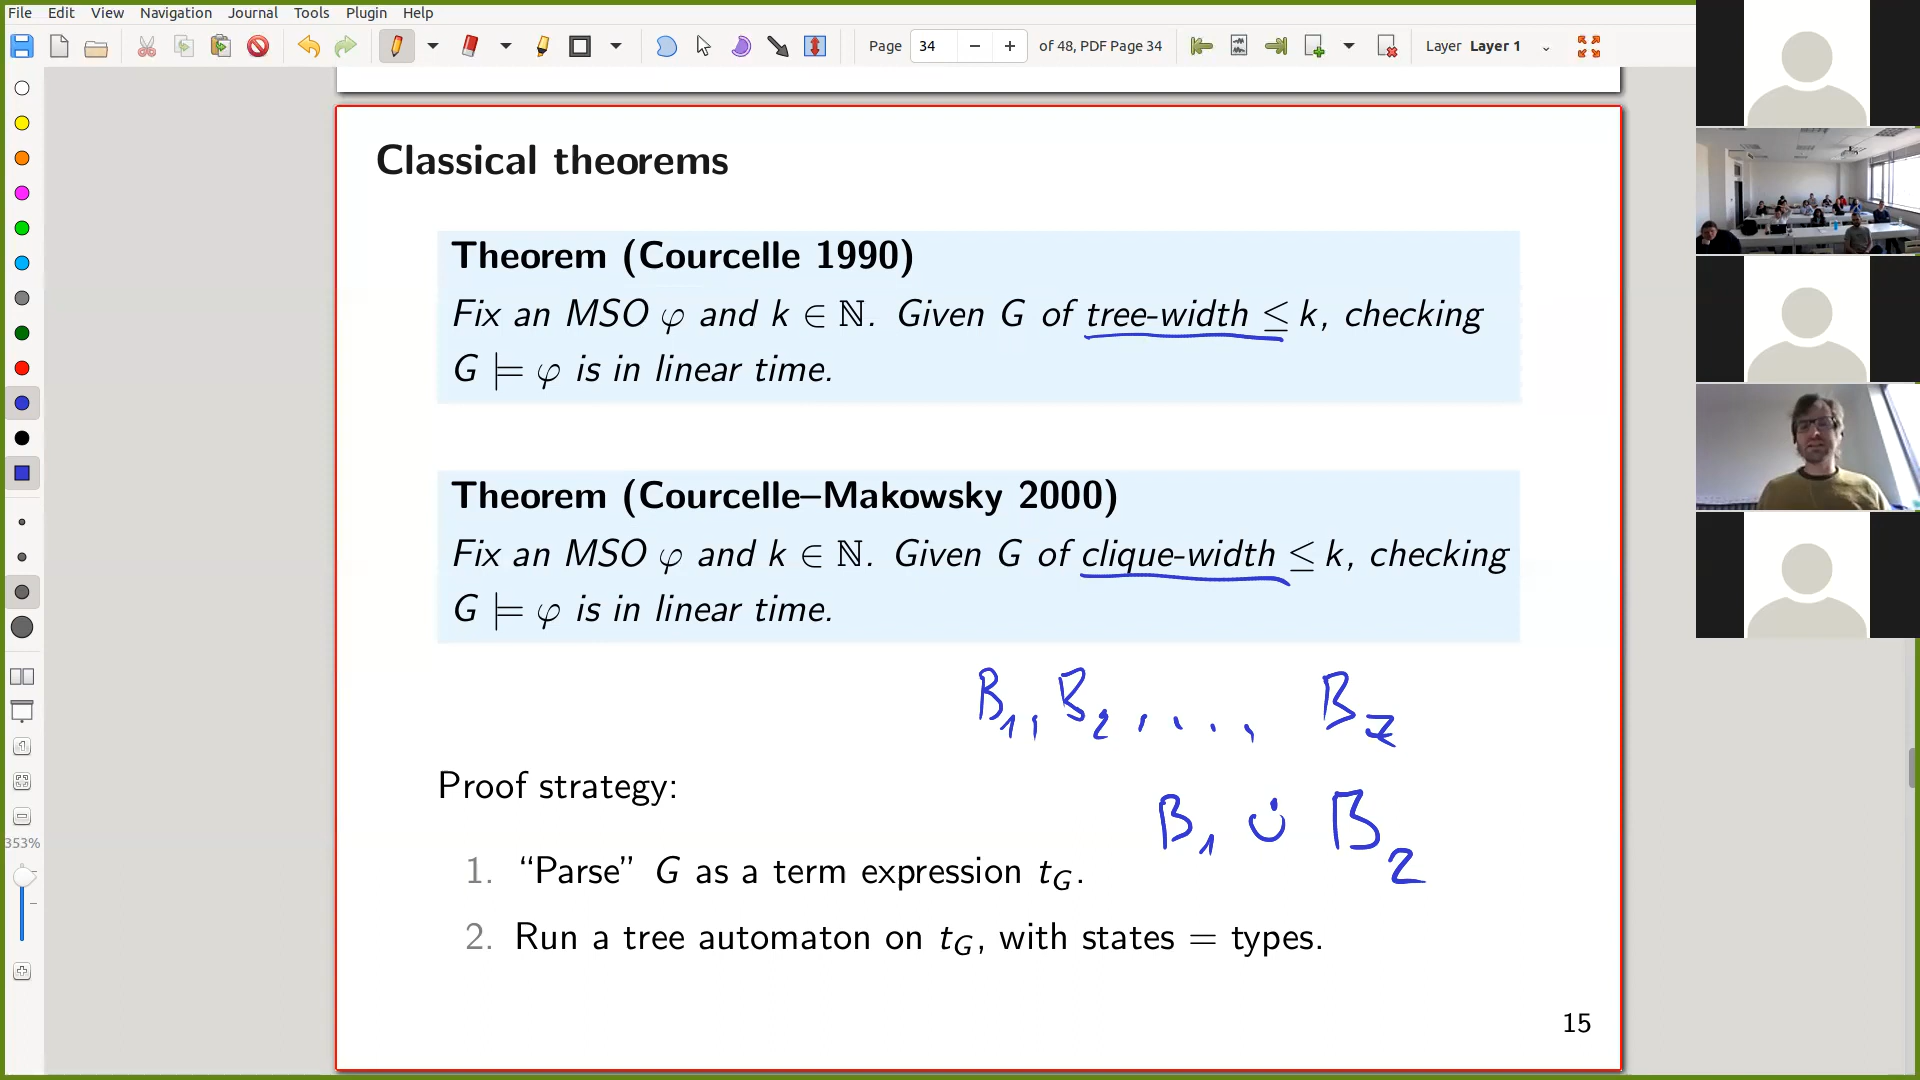 File Edit View Navigation Journal Tools Plugin Help
Page 34 − + of 48, PDF Page 34 Layer Layer 1
Classical theorems
Theorem (Courcelle 1990)
Fix an MSO φ and k ∈ ℕ. Given G of tree-width ≤ k, checking
G ⊨ φ is in linear time.
Theorem (Courcelle–Makowsky 2000)
Fix an MSO φ and k ∈ ℕ. Given G of clique-width ≤ k, checking
G ⊨ φ is in linear time.
B₁, B₂, ...,
Proof strategy:
B₁ ⊍ B₂
1. “Parse” G as a term expression t_G.
2. Run a tree automaton on t_G, with states = types.
15
353%